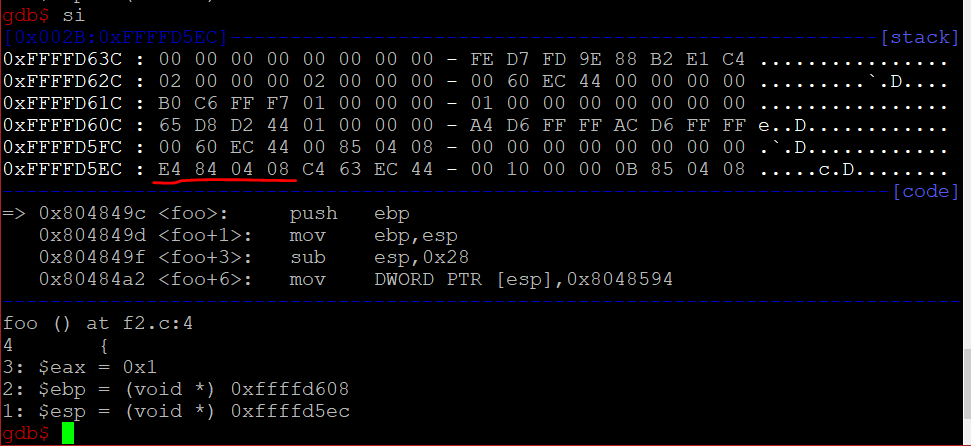 gdb$ si
[0x002B:0xFFFFD5EC][stack]
0xFFFFD63C : 00 00 00 00 00 00 00 00 - FE D7 FD 9E 88 B2 E1 C4 ................
0xFFFFD62C : 02 00 00 00 02 00 00 00 - 00 60 EC 44 00 00 00 00 .........`.D....
0xFFFFD61C : B0 C6 FF F7 01 00 00 00 - 01 00 00 00 00 00 00 00 ................
0xFFFFD60C : 65 D8 D2 44 01 00 00 00 - A4 D6 FF FF AC D6 FF FF e..D............
0xFFFFD5FC : 00 60 EC 44 00 85 04 08 - 00 00 00 00 00 00 00 00 .`.D............
0xFFFFD5EC : E4 84 04 08 C4 63 EC 44 - 00 10 00 00 0B 85 04 08 .....c.D........
[code]
=> 0x804849c <foo>: push ebp
0x804849d <foo+1>: mov ebp,esp
0x804849f <foo+3>: sub esp,0x28
0x80484a2 <foo+6>: mov DWORD PTR [esp],0x8048594
foo () at f2.c:4
4 {
3: $eax = 0x1
2: $ebp = (void *) 0xffffd608
1: $esp = (void *) 0xffffd5ec
gdb$